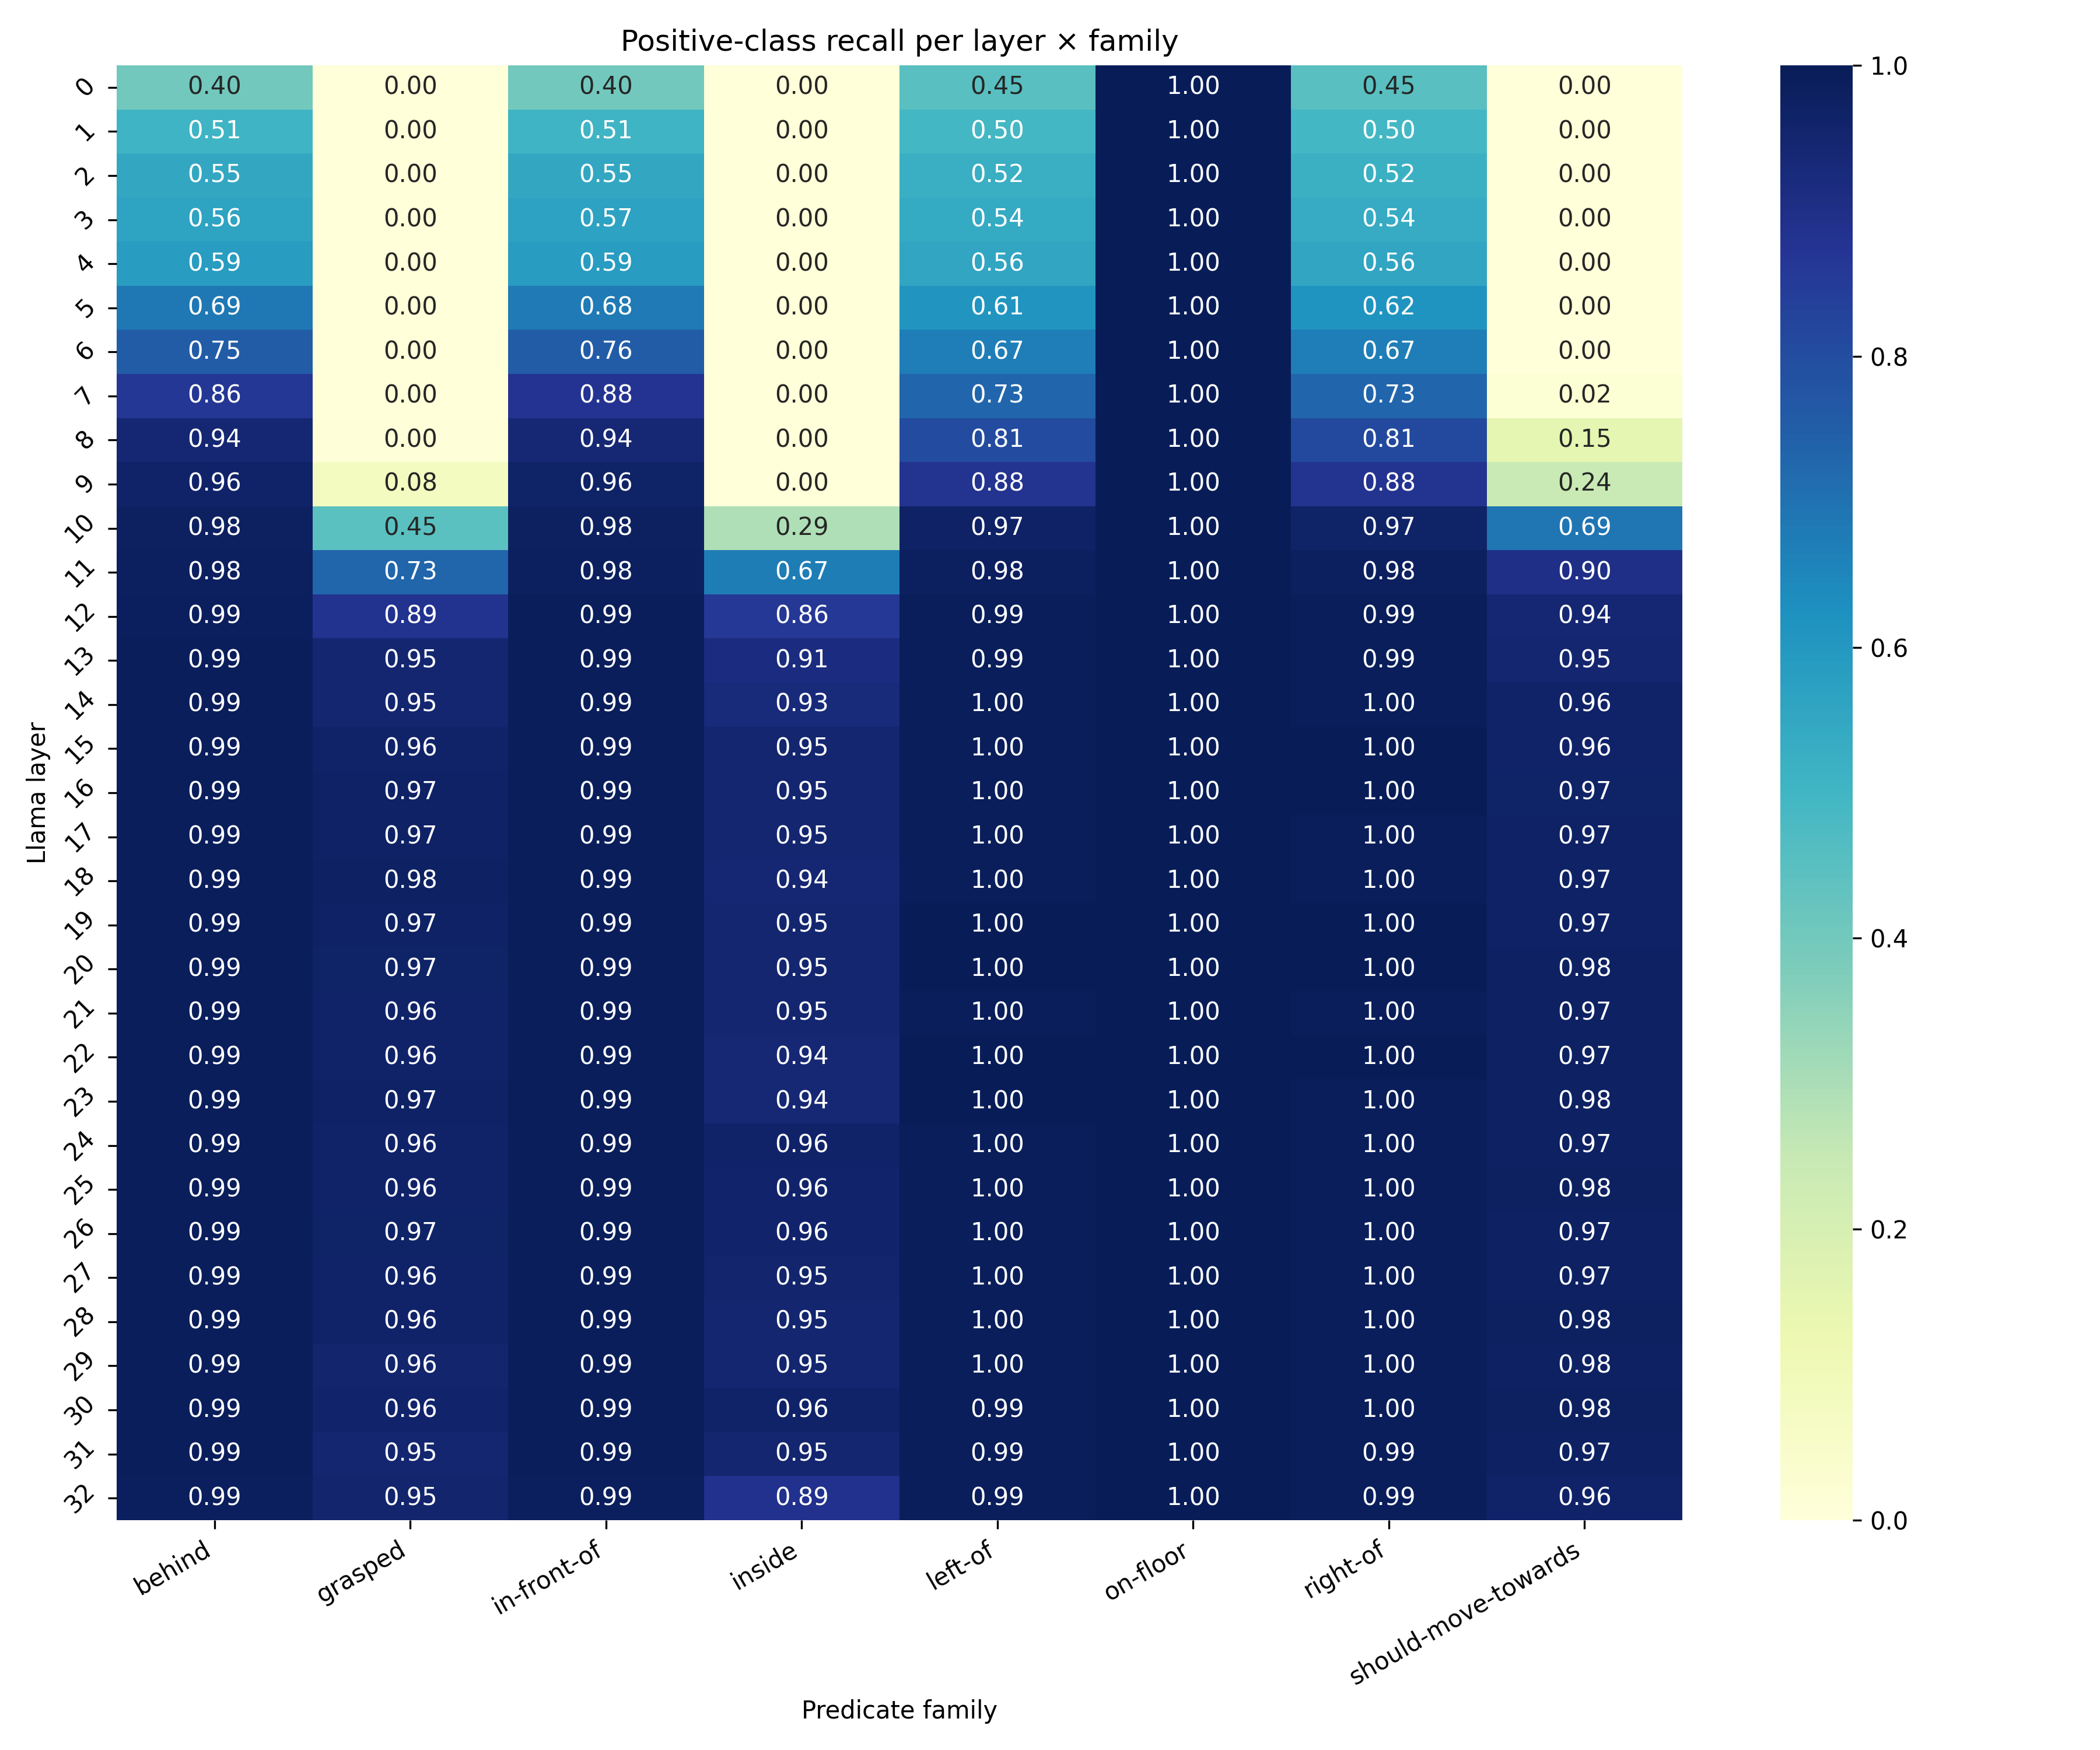 Positive-class recall per layer × family
0 0.40 0.00 0.40 0.00 0.45 1.00 0.45 0.00 1.0
1 0.51 0.00 0.51 0.00 0.50 1.00 0.50 0.00
2 0.55 0.00 0.55 0.00 0.52 1.00 0.52 0.00
3 0.56 0.00 0.57 0.00 0.54 1.00 0.54 0.00
4 0.59 0.00 0.59 0.00 0.56 1.00 0.56 0.00
5 0.69 0.00 0.68 0.00 0.61 1.00 0.62 0.00
6 0.75 0.00 0.76 0.00 0.67 1.00 0.67 0.00 0.8
7 0.86 0.00 0.88 0.00 0.73 1.00 0.73 0.02
8 0.94 0.00 0.94 0.00 0.81 1.00 0.81 0.15
9 0.96 0.08 0.96 0.00 0.88 1.00 0.88 0.24
10 0.98 0.45 0.98 0.29 0.97 1.00 0.97 0.69
11 0.98 0.73 0.98 0.67 0.98 1.00 0.98 0.90
12 0.99 0.89 0.99 0.86 0.99 1.00 0.99 0.94
13 0.99 0.95 0.99 0.91 0.99 1.00 0.99 0.95 0.6
14 0.99 0.95 0.99 0.93 1.00 1.00 1.00 0.96
15 0.99 0.96 0.99 0.95 1.00 1.00 1.00 0.96
16 0.99 0.97 0.99 0.95 1.00 1.00 1.00 0.97
Llama layer
17 0.99 0.97 0.99 0.95 1.00 1.00 1.00 0.97
18 0.99 0.98 0.99 0.94 1.00 1.00 1.00 0.97
19 0.99 0.97 0.99 0.95 1.00 1.00 1.00 0.97 0.4
20 0.99 0.97 0.99 0.95 1.00 1.00 1.00 0.98
21 0.99 0.96 0.99 0.95 1.00 1.00 1.00 0.97
22 0.99 0.96 0.99 0.94 1.00 1.00 1.00 0.97
23 0.99 0.97 0.99 0.94 1.00 1.00 1.00 0.98
24 0.99 0.96 0.99 0.96 1.00 1.00 1.00 0.97
25 0.99 0.96 0.99 0.96 1.00 1.00 1.00 0.98
26 0.99 0.97 0.99 0.96 1.00 1.00 1.00 0.97 0.2
27 0.99 0.96 0.99 0.95 1.00 1.00 1.00 0.97
28 0.99 0.96 0.99 0.95 1.00 1.00 1.00 0.98
29 0.99 0.96 0.99 0.95 1.00 1.00 1.00 0.98
30 0.99 0.96 0.99 0.96 0.99 1.00 1.00 0.98
31 0.99 0.95 0.99 0.95 0.99 1.00 0.99 0.97
32 0.99 0.95 0.99 0.89 0.99 1.00 0.99 0.96 0.0
behind grasped in-front-of inside left-of on-floor right-of should-move-towards
Predicate family